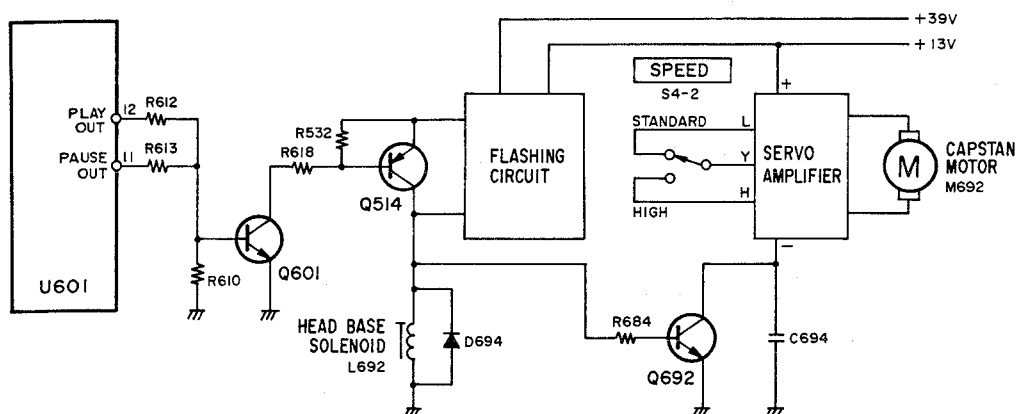 +39V
+13V
SPEED
S4-2
PLAY OUT
12
R612
PAUSE OUT
11
R613
U601
R610
Q601
R618
R532
Q514
FLASHING CIRCUIT
STANDARD
HIGH
L
Y
H
+
SERVO AMPLIFIER
−
M
CAPSTAN MOTOR
M692
HEAD BASE SOLENOID
L692
D694
R684
Q692
C694